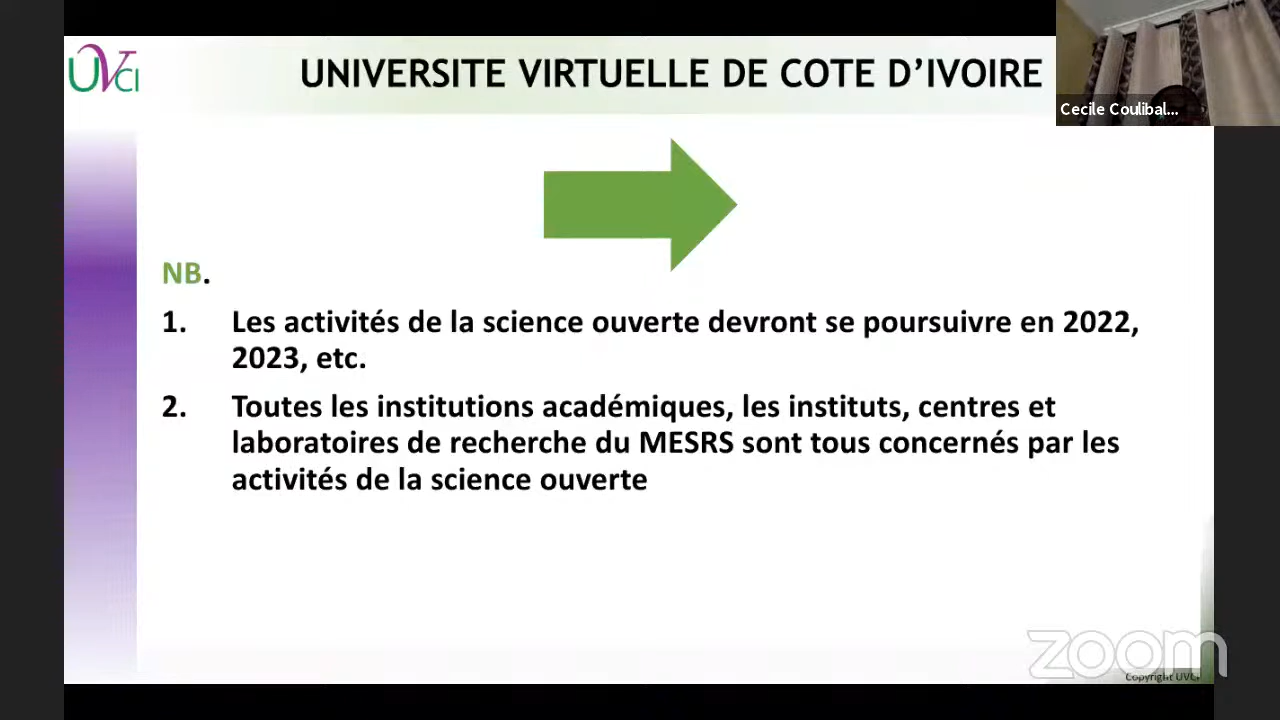 UVCI
UNIVERSITE VIRTUELLE DE COTE D'IVOIRE
Cecile Coulibal...
NB.
1. Les activités de la science ouverte devront se poursuivre en 2022,
2023, etc.
2. Toutes les institutions académiques, les instituts, centres et
laboratoires de recherche du MESRS sont tous concernés par les
activités de la science ouverte
zoom
Copyright UVCI